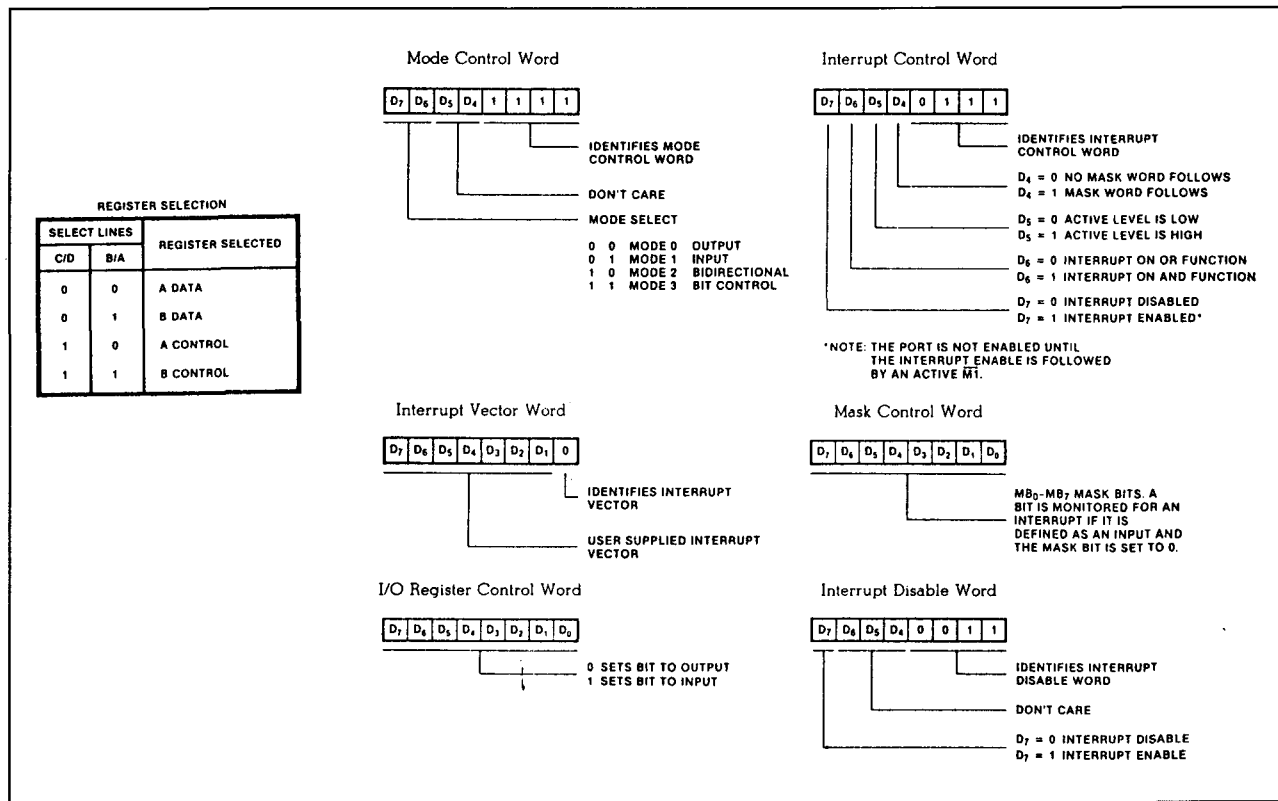 REGISTER SELECTION
SELECT LINES
REGISTER SELECTED
C/D B/A
0 0 A DATA
0 1 B DATA
1 0 A CONTROL
1 1 B CONTROL
Mode Control Word
D7 D6 D5 D4 1 1 1 1
IDENTIFIES MODE
CONTROL WORD
DON'T CARE
MODE SELECT
0 0 MODE 0 OUTPUT
0 1 MODE 1 INPUT
1 0 MODE 2 BIDIRECTIONAL
1 1 MODE 3 BIT CONTROL
Interrupt Control Word
D7 D6 D5 D4 0 1 1 1
IDENTIFIES INTERRUPT
CONTROL WORD
D4 = 0 NO MASK WORD FOLLOWS
D4 = 1 MASK WORD FOLLOWS
D5 = 0 ACTIVE LEVEL IS LOW
D5 = 1 ACTIVE LEVEL IS HIGH
D6 = 0 INTERRUPT ON OR FUNCTION
D6 = 1 INTERRUPT ON AND FUNCTION
D7 = 0 INTERRUPT DISABLED
D7 = 1 INTERRUPT ENABLED*
*NOTE: THE PORT IS NOT ENABLED UNTIL
THE INTERRUPT ENABLE IS FOLLOWED
BY AN ACTIVE M̅1̅.
Interrupt Vector Word
D7 D6 D5 D4 D3 D2 D1 0
IDENTIFIES INTERRUPT
VECTOR
USER SUPPLIED INTERRUPT
VECTOR
Mask Control Word
D7 D6 D5 D4 D3 D2 D1 D0
MB0-MB7 MASK BITS. A
BIT IS MONITORED FOR AN
INTERRUPT IF IT IS
DEFINED AS AN INPUT AND
THE MASK BIT IS SET TO 0.
I/O Register Control Word
D7 D6 D5 D4 D3 D2 D1 D0
0 SETS BIT TO OUTPUT
1 SETS BIT TO INPUT
Interrupt Disable Word
D7 D6 D5 D4 0 0 1 1
IDENTIFIES INTERRUPT
DISABLE WORD
DON'T CARE
D7 = 0 INTERRUPT DISABLE
D7 = 1 INTERRUPT ENABLE